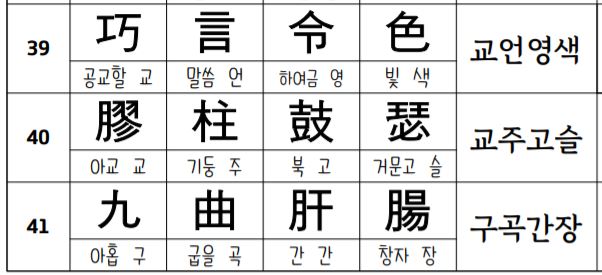 39 巧 言 令 色 교언영색
공교할 교 말씀 언 하여금 영 빛 색
40 膠 柱 鼓 瑟 교주고슬
아교 교 기둥 주 북 고 거문고 슬
41 九 曲 肝 腸 구곡간장
아홉 구 굽을 곡 간 간 창자 장